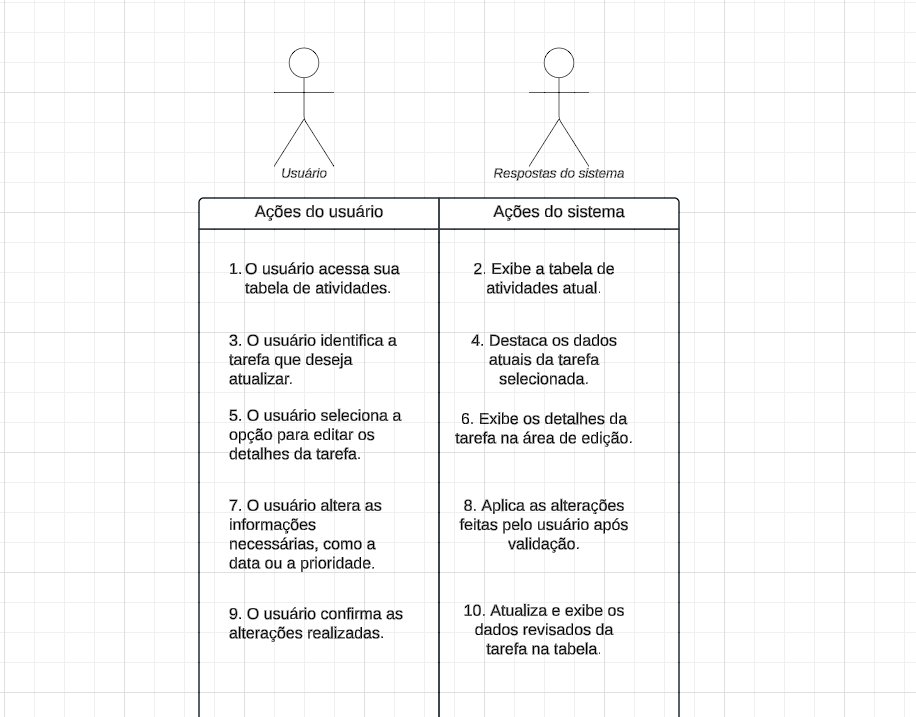 Usuário
Respostas do sistema
Ações do usuário
Ações do sistema
1. O usuário acessa sua
tabela de atividades.
2. Exibe a tabela de
atividades atual.
3. O usuário identifica a
tarefa que deseja
atualizar.
4. Destaca os dados
atuais da tarefa
selecionada.
5. O usuário seleciona a
opção para editar os
detalhes da tarefa.
6. Exibe os detalhes da
tarefa na área de edição.
7. O usuário altera as
informações
necessárias, como a
data ou a prioridade.
8. Aplica as alterações
feitas pelo usuário após
validação.
9. O usuário confirma as
alterações realizadas.
10. Atualiza e exibe os
dados revisados da
tarefa na tabela.